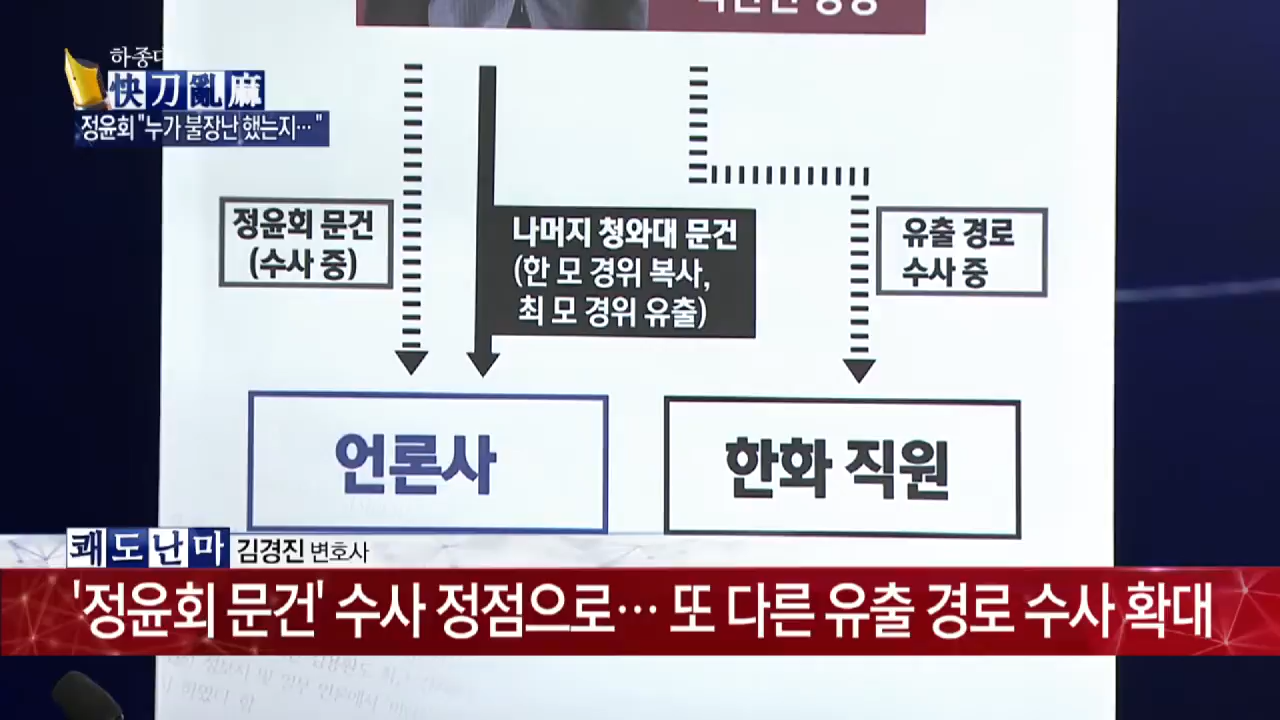 하종대
快刀亂麻
정윤회 "누가 불장난 했는지… "
정윤회 문건
(수사 중)
나머지 청와대 문건
(한 모 경위 복사,
최 모 경위 유출)
유출 경로
수사 중
언론사
한화 직원
쾌도난마 김경진 변호사
'정윤회 문건' 수사 정점으로… 또 다른 유출 경로 수사 확대